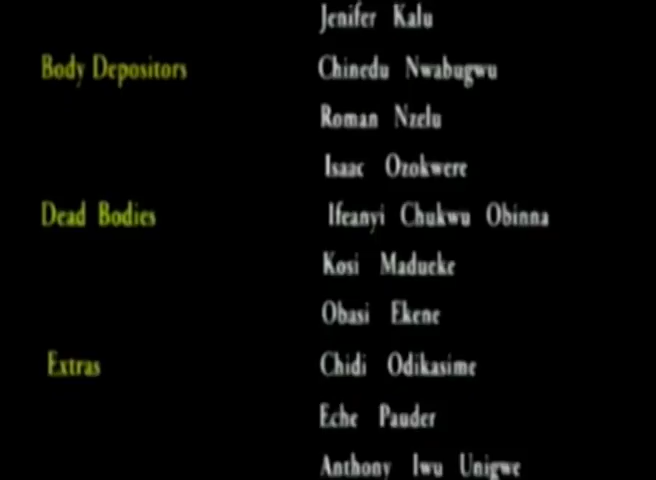 Jenifer Kalu
Body Depositors Chinedu Nwabugwu
Roman Nzelu
Isaac Ozokwere
Dead Bodies Ifeanyi Chukwu Obinna
Kosi Madueke
Obasi Ekene
Extras Chidi Odikasime
Eche Pauder
Anthony Iwu Unigwe